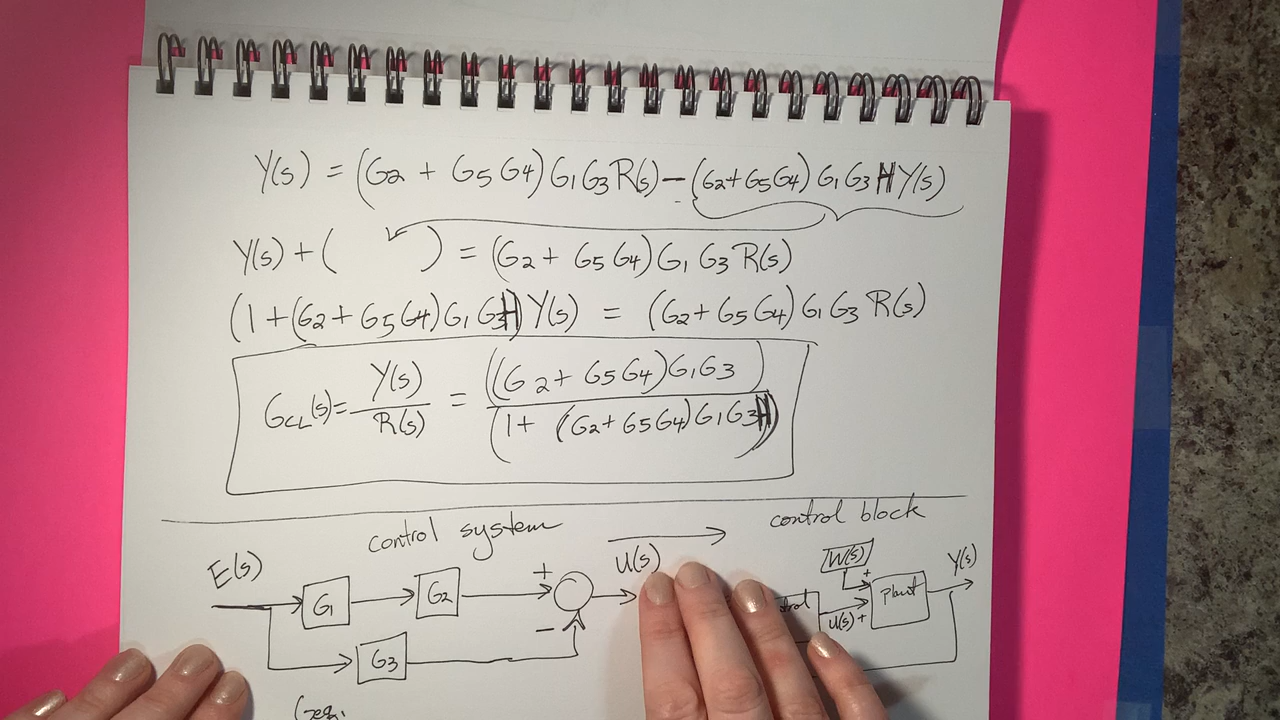 Y(s) = (G2 + G5 G4) G1 G3 R(s) − (G2 + G5 G4) G1 G3 H Y(s)
Y(s) + ( ) = (G2 + G5 G4) G1 G3 R(s)
(1 + (G2 + G5 G4) G1 G3 H) Y(s) = (G2 + G5 G4) G1 G3 R(s)
GCL(s) = Y(s) / R(s) = ((G2 + G5 G4) G1 G3) / (1 + (G2 + G5 G4) G1 G3 H)
control system
control block
E(s)
G1
G2
+
−
G3
U(s)
W(s)
+
plant
Y(s)
U(s) +